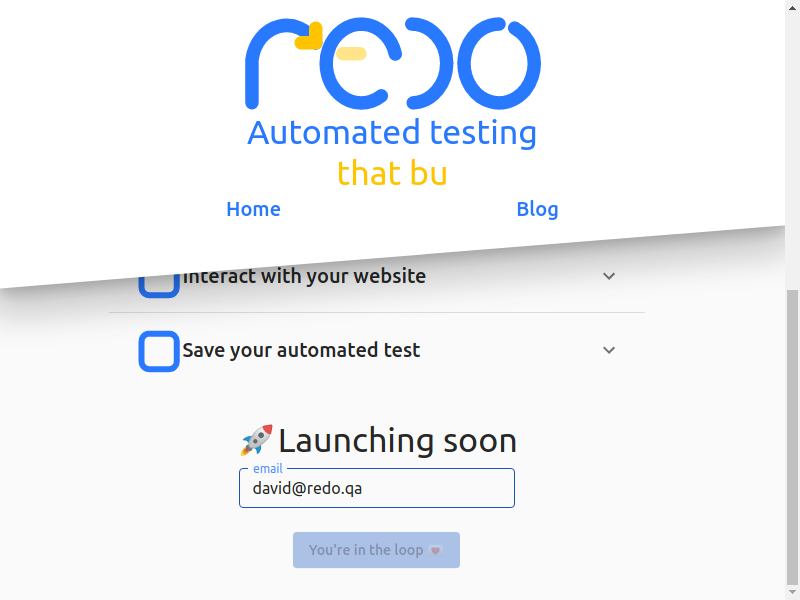 redo
Automated testing
that bu
Home
Blog
Interact with your website
Save your automated test
🚀 Launching soon
email
david@redo.qa
You're in the loop 💌